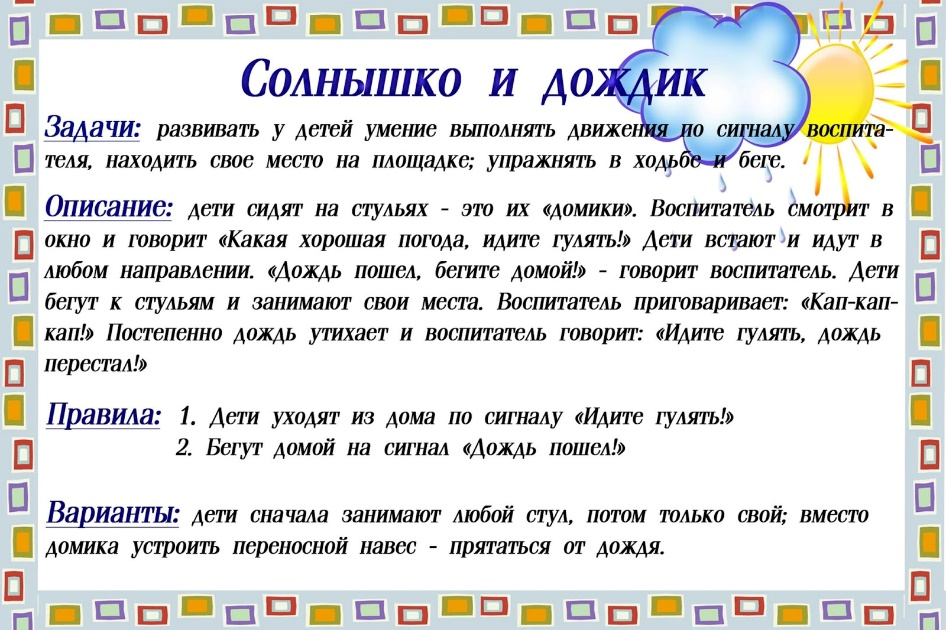 Солнышко и дождик
Задачи: развивать у детей умение выполнять движения по сигналу воспита-
теля, находить свое место на площадке; упражнять в ходьбе и беге.
Описание: дети сидят на стульях - это их «домики». Воспитатель смотрит в
окно и говорит «Какая хорошая погода, идите гулять!» Дети встают и идут в
любом направлении. «Дождь пошел, бегите домой!» - говорит воспитатель. Дети
бегут к стульям и занимают свои места. Воспитатель приговаривает: «Кап-кап-
кап!» Постепенно дождь утихает и воспитатель говорит: «Идите гулять, дождь
перестал!»
Правила: 1. Дети уходят из дома по сигналу «Идите гулять!»
2. Бегут домой на сигнал «Дождь пошел!»
Варианты: дети сначала занимают любой стул, потом только свой; вместо
домика устроить переносной навес - прятаться от дождя.